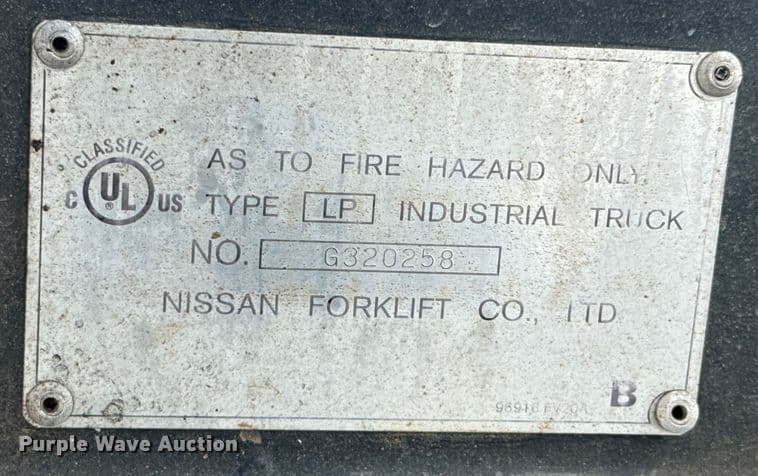 CLASSIFIED
C UL ® US
AS TO FIRE HAZARD ONLY.
TYPE LP INDUSTRIAL TRUCK
NO. G320258
NISSAN FORKLIFT CO., LTD
B
Purple Wave Auction